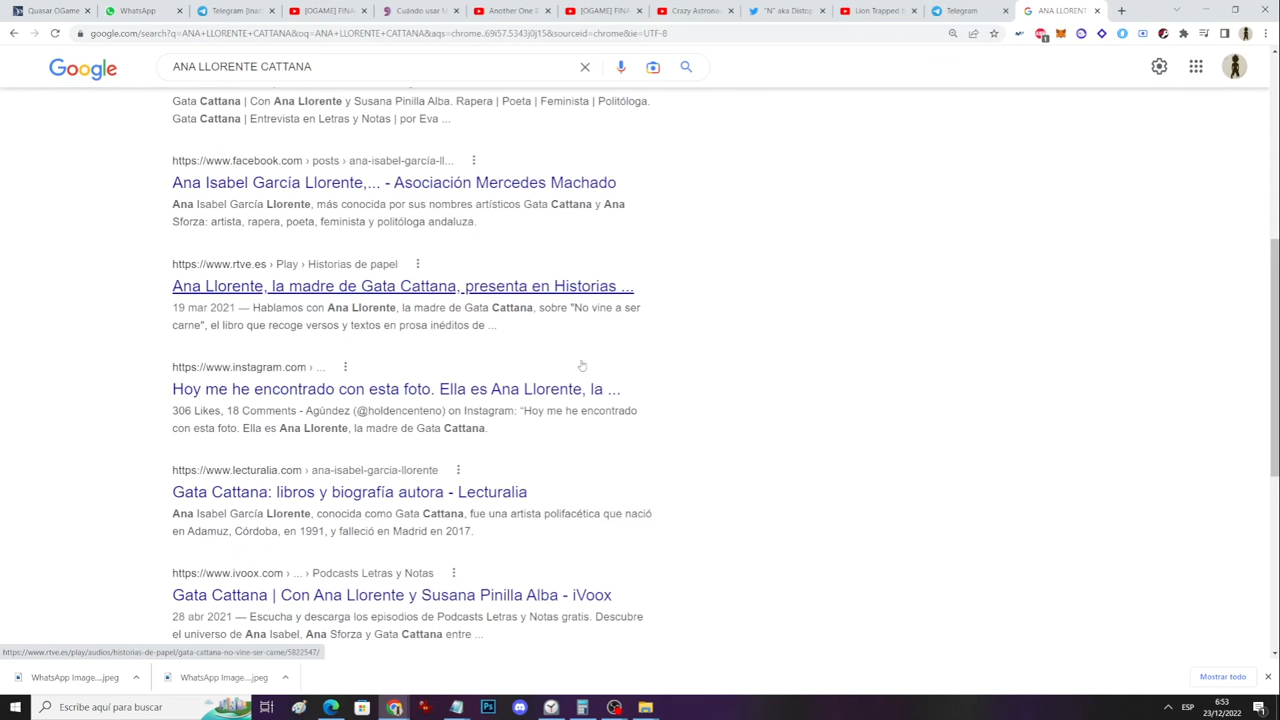 Quasar OGame
WhatsApp
Telegram [Inac
[OGAME] FINA
Cuándo usar M
Another One B
[OGAME] FINA
Crazy Astronau
"N" aka Distop
Lion Trapped B
Telegram
ANA LLORENTE
google.com/search?q=ANA+LLORENTE+CATTANA&oq=ANA+LLORENTE+CATTANA&aqs=chrome..69i57.5343j0j15&sourceid=chrome&ie=UTF-8
Google
ANA LLORENTE CATTANA
Gata Cattana | Con Ana Llorente y Susana Pinilla Alba. Rapera | Poeta | Feminista | Politóloga.
Gata Cattana | Entrevista en Letras y Notas | por Eva ...
https://www.facebook.com › posts › ana-isabel-garcía-ll...
Ana Isabel García Llorente,... - Asociación Mercedes Machado
Ana Isabel García Llorente, más conocida por sus nombres artísticos Gata Cattana y Ana
Sforza: artista, rapera, poeta, feminista y politóloga andaluza.
https://www.rtve.es › Play › Historias de papel
Ana Llorente, la madre de Gata Cattana, presenta en Historias ...
19 mar 2021 — Hablamos con Ana Llorente, la madre de Gata Cattana, sobre "No vine a ser
carne", el libro que recoge versos y textos en prosa inéditos de ...
https://www.instagram.com › ...
Hoy me he encontrado con esta foto. Ella es Ana Llorente, la ...
306 Likes, 18 Comments - Agúndez (@holdencenteno) on Instagram: “Hoy me he encontrado
con esta foto. Ella es Ana Llorente, la madre de Gata Cattana.
https://www.lecturalia.com › ana-isabel-garcia-llorente
Gata Cattana: libros y biografía autora - Lecturalia
Ana Isabel García Llorente, conocida como Gata Cattana, fue una artista polifacética que nació
en Adamuz, Córdoba, en 1991, y falleció en Madrid en 2017.
https://www.ivoox.com › ... › Podcasts Letras y Notas
Gata Cattana | Con Ana Llorente y Susana Pinilla Alba - iVoox
28 abr 2021 — Escucha y descarga los episodios de Podcasts Letras y Notas gratis. Descubre
el universo de Ana Isabel, Ana Sforza y Gata Cattana entre ...
https://www.rtve.es/play/audios/historias-de-papel/gata-cattana-no-vine-ser-carne/5822547/
WhatsApp Image....jpeg
WhatsApp Image....jpeg
Mostrar todo
Escribe aquí para buscar
Ps
ESP
6:53
23/12/2022